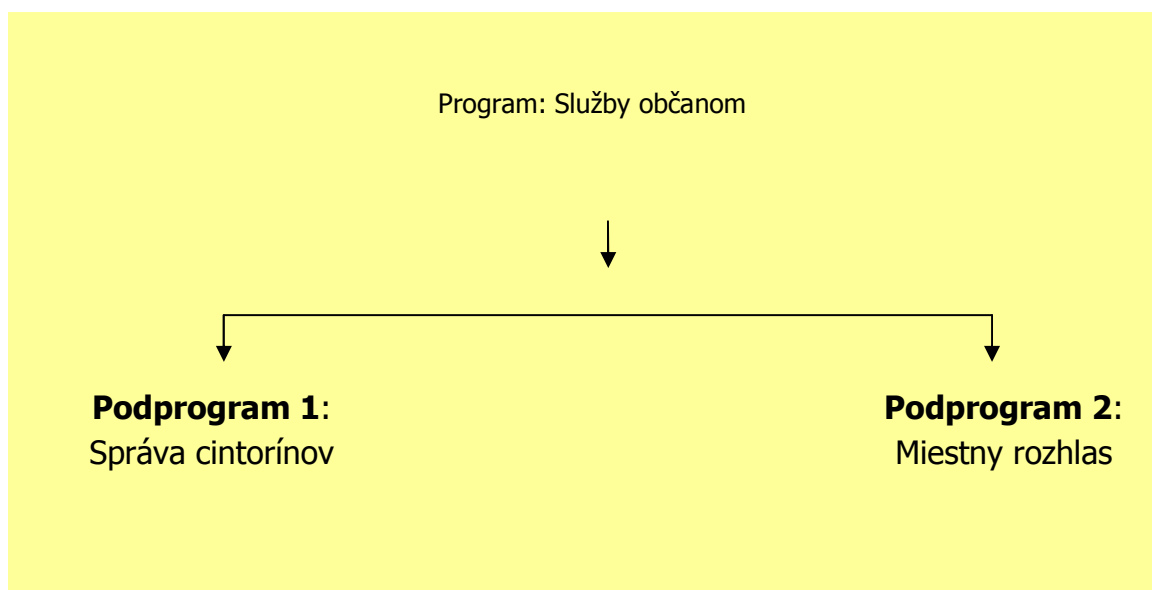 Program: Služby občanom
Podprogram 1:
Správa cintorínov
Podprogram 2:
Miestny rozhlas